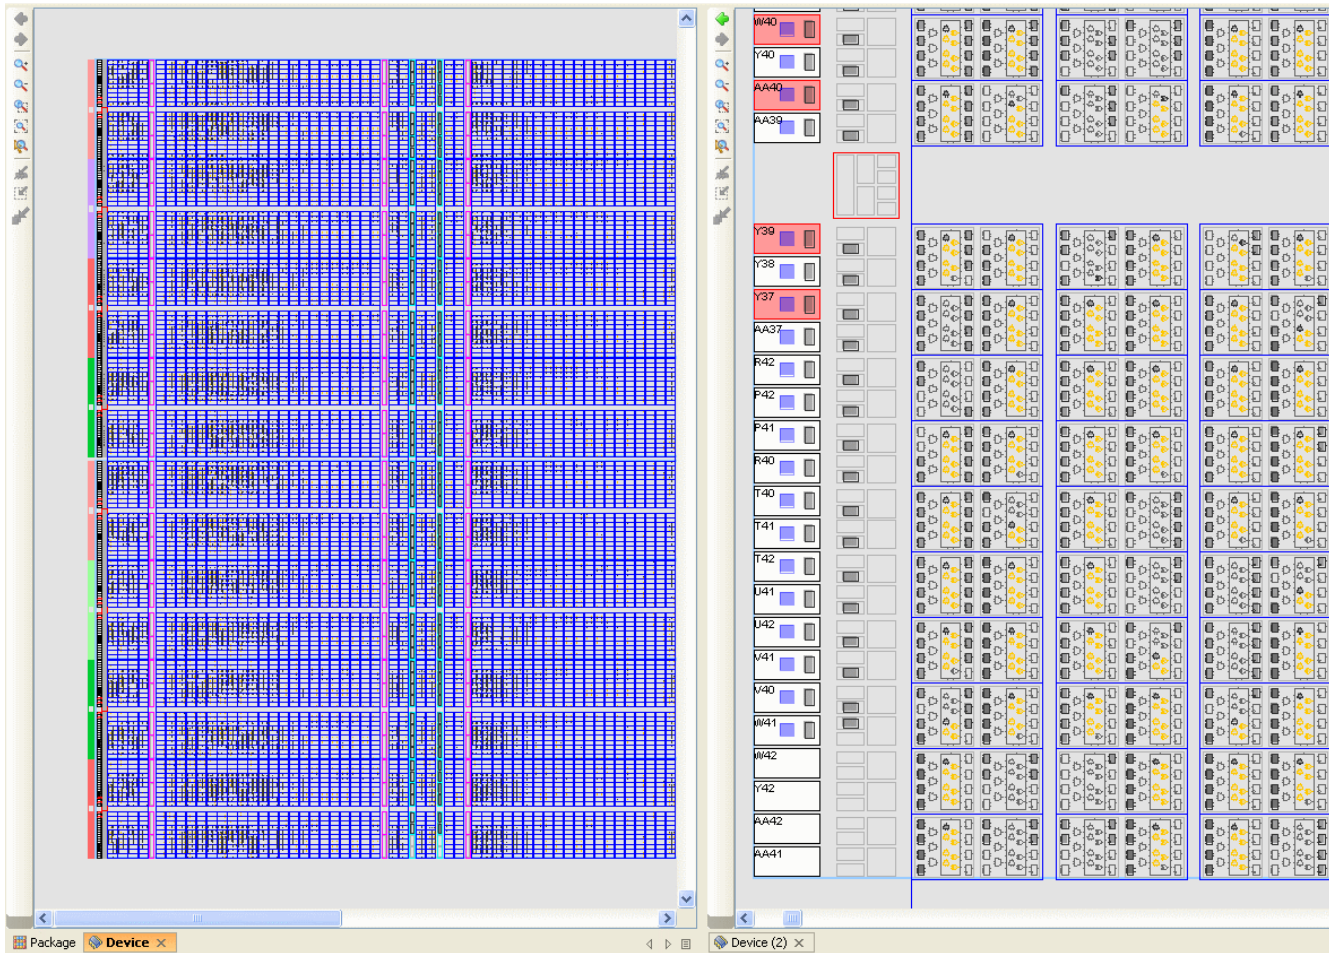 W40
Y40
AA40
AA39
Y39
Y38
Y37
AA37
R42
P42
P41
R40
T40
T41
T42
U41
U42
V41
V40
W41
W42
Y42
AA42
AA41
Package Device Device (2)